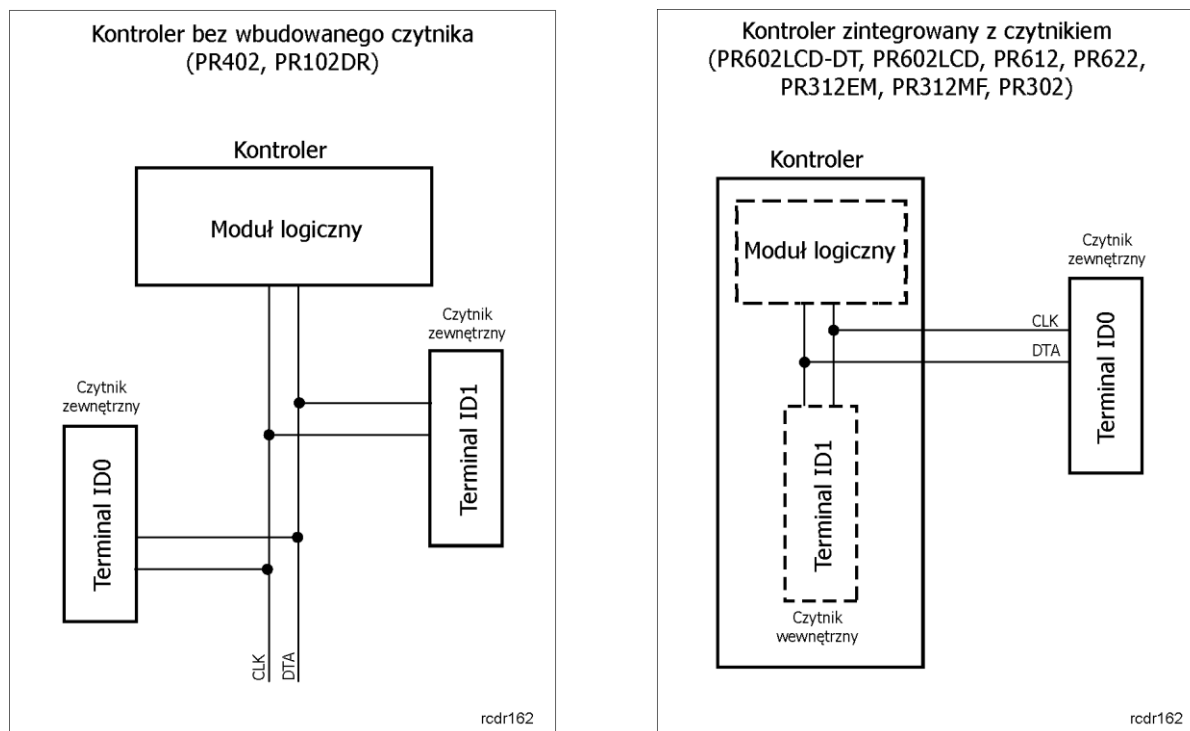 Kontroler bez wbudowanego czytnika
(PR402, PR102DR)
Kontroler
Moduł logiczny
Czytnik
zewnętrzny
Terminal ID1
Czytnik
zewnętrzny
Terminal ID0
CLK
DTA
rcdr162
Kontroler zintegrowany z czytnikiem
(PR602LCD-DT, PR602LCD, PR612, PR622,
PR312EM, PR312MF, PR302)
Kontroler
Moduł logiczny
Czytnik
zewnętrzny
Terminal ID0
CLK
DTA
Terminal ID1
Czytnik
wewnętrzny
rcdr162